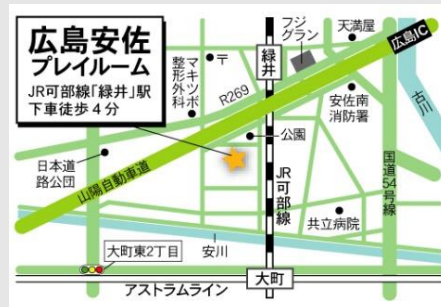 広島安佐
プレイルーム
JR可部線「緑井」駅
下車徒歩4分
マキツボ
整形外科
〒
緑井
フジ
グラン
天満屋
広島IC
R269
安佐南
消防署
古川
公園
日本道
路公団
山陽自動車道
JR可部線
国道54号線
共立病院
安川
大町東2丁目
大町
アストラムライン